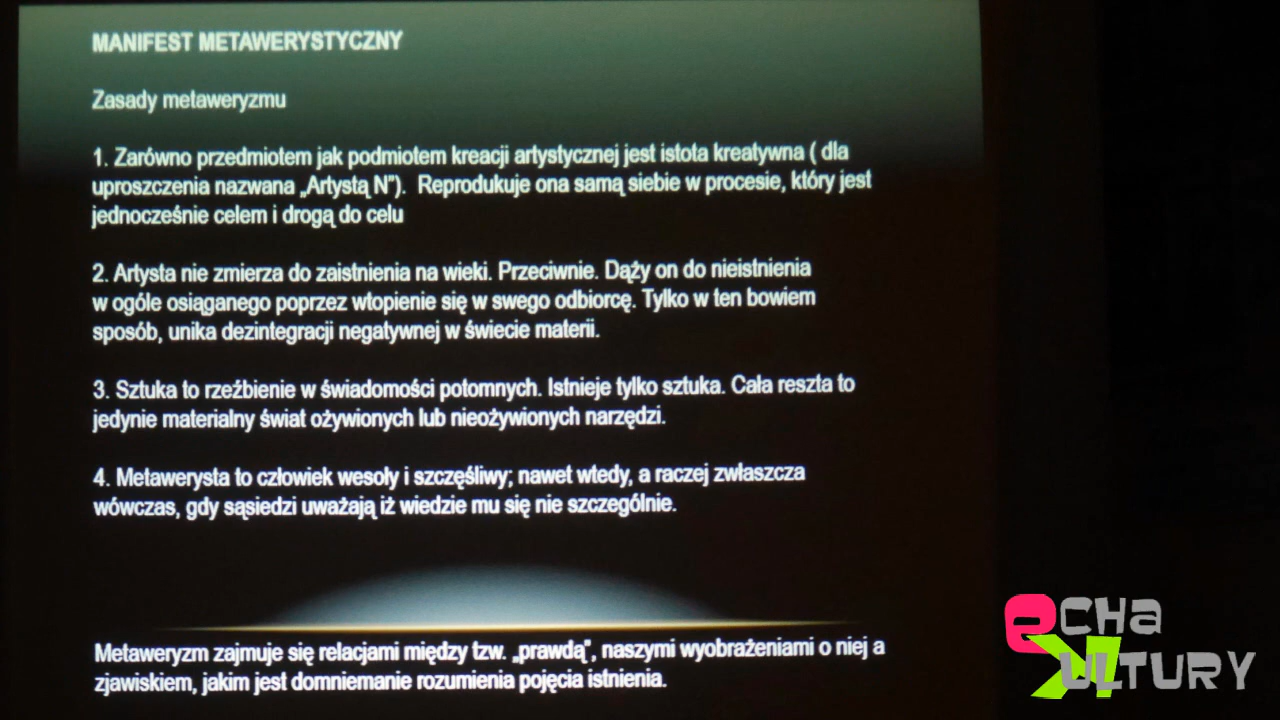 MANIFEST METAWERYSTYCZNY
Zasady metaweryzmu
1. Zarówno przedmiotem jak podmiotem kreacji artystycznej jest istota kreatywna ( dla
uproszczenia nazwana „Artystą N”). Reprodukuje ona samą siebie w procesie, który jest
jednocześnie celem i drogą do celu
2. Artysta nie zmierza do zaistnienia na wieki. Przeciwnie. Dąży on do nieistnienia
w ogóle osiąganego poprzez wtopienie się w swego odbiorcę. Tylko w ten bowiem
sposób, unika dezintegracji negatywnej w świecie materii.
3. Sztuka to rzeźbienie w świadomości potomnych. Istnieje tylko sztuka. Cała reszta to
jedynie materialny świat ożywionych lub nieożywionych narzędzi.
4. Metawerysta to człowiek wesoły i szczęśliwy; nawet wtedy, a raczej zwłaszcza
wówczas, gdy sąsiedzi uważają iż wiedzie mu się nie szczególnie.
Metaweryzm zajmuje się relacjami między tzw. „prawdą”, naszymi wyobrażeniami o niej a
zjawiskiem, jakim jest domniemanie rozumienia pojęcia istnienia.
eCHa
KULTURY